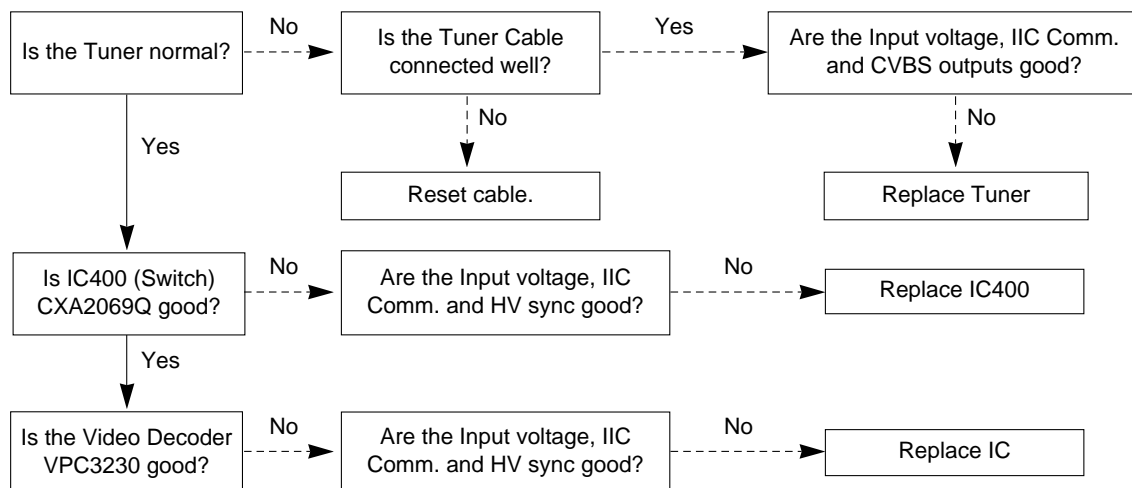 Is the Tuner normal?
No
Is the Tuner Cable
connected well?
Yes
Are the Input voltage, IIC Comm.
and CVBS outputs good?
Yes
No
No
Reset cable.
Replace Tuner
Is IC400 (Switch)
CXA2069Q good?
No
Are the Input voltage, IIC
Comm. and HV sync good?
No
Replace IC400
Yes
Is the Video Decoder
VPC3230 good?
No
Are the Input voltage, IIC
Comm. and HV sync good?
No
Replace IC